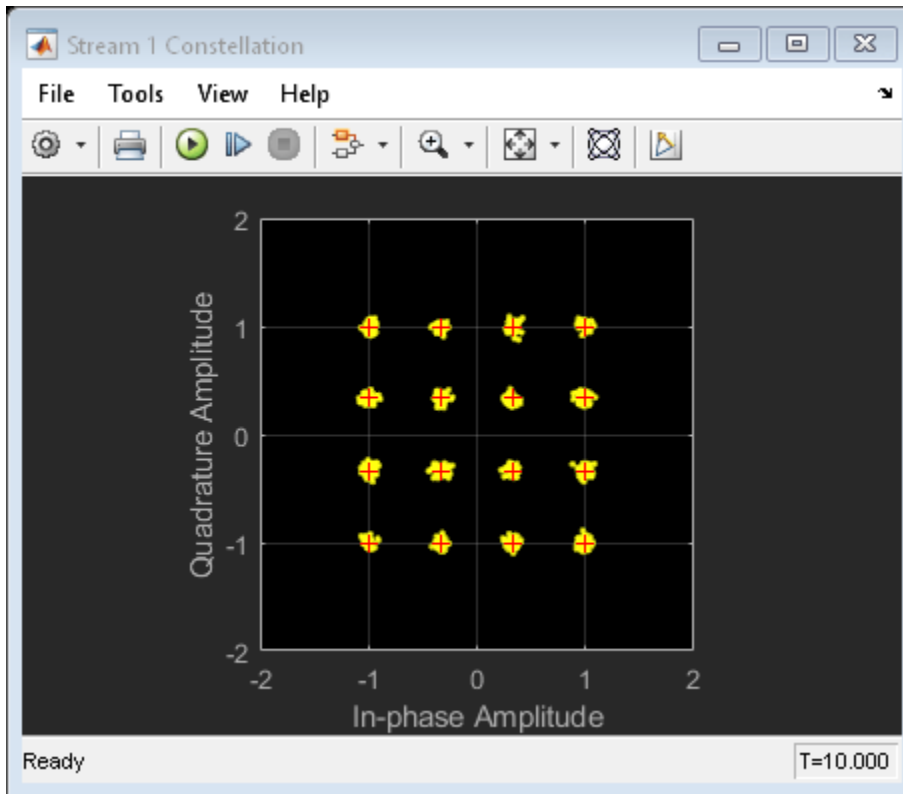 Stream 1 Constellation
File Tools View Help
2
1
0
-1
-2
Quadrature Amplitude
-2 -1 0 1 2
In-phase Amplitude
Ready T=10.000